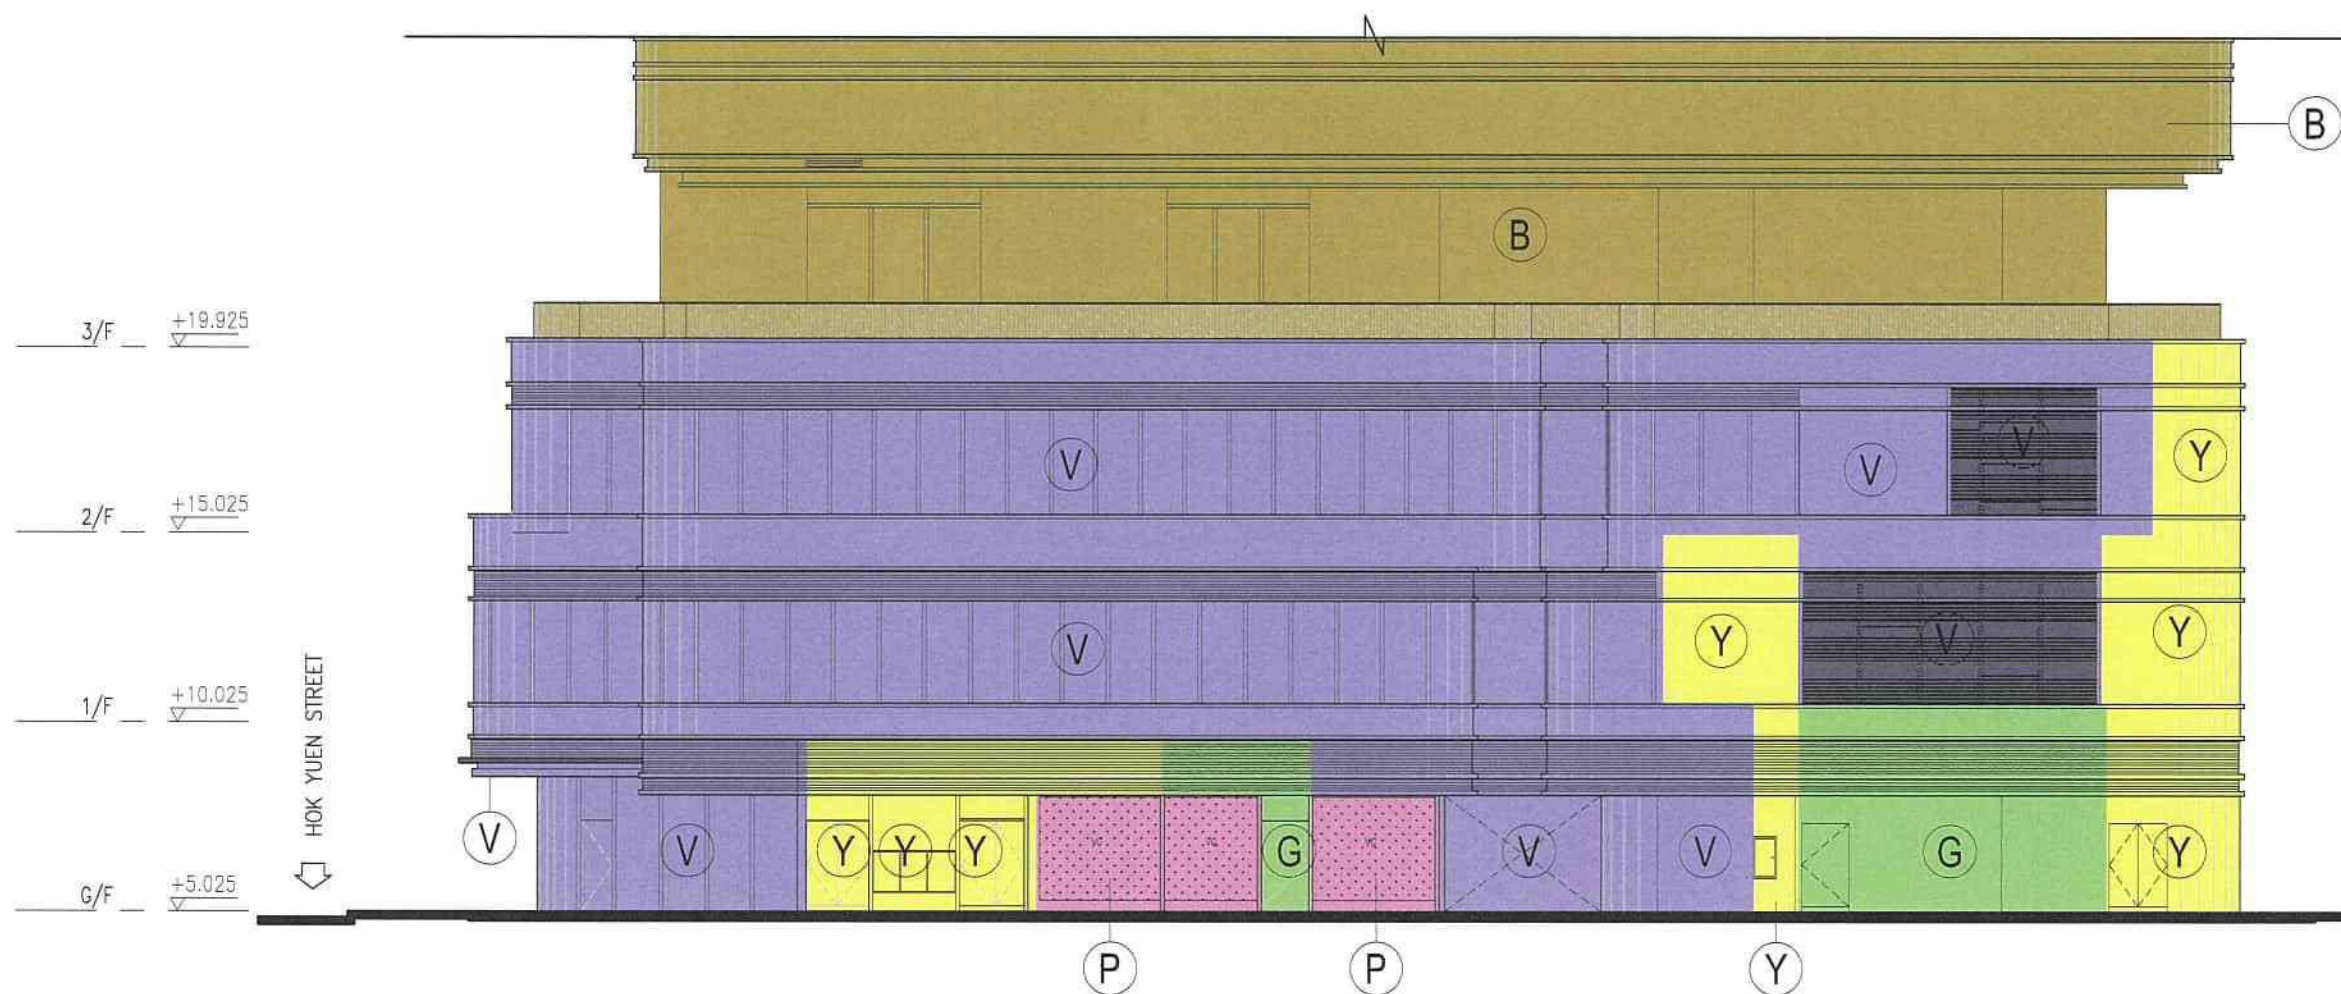 B
B
3/F
+19.925
V
V
V
Y
2/F
+15.025
V
Y
V
Y
1/F
+10.025
HOK YUEN STREET
V
V
Y
Y
Y
G
V
V
G
Y
G/F
+5.025
P
P
Y